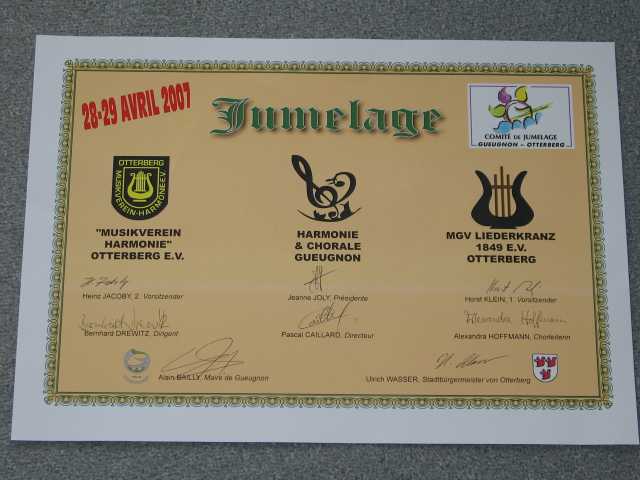 28-29 AVRIL 2007
Jumelage
COMITÉ DE JUMELAGE
GUEUGNON - OTTERBERG
OTTERBERG
MUSIKVEREIN-HARMONIE E.V.
"MUSIKVEREIN
HARMONIE"
OTTERBERG E.V.
HARMONIE
& CHORALE
GUEUGNON
MGV LIEDERKRANZ
1849 E.V.
OTTERBERG
Heinz JACOBY, 2. Vorsitzender
Jeanne JOLY, Présidente
Horst KLEIN, 1. Vorsitzender
Alexandra Hoffmann
Bernhard DREWITZ, Dirigent
Pascal CAILLARD, Directeur
Alexandra HOFFMANN, Chorleiterin
Alain BAILLY, Maire de Gueugnon
Ulrich WASSER, Stadtbürgermeister von Otterberg